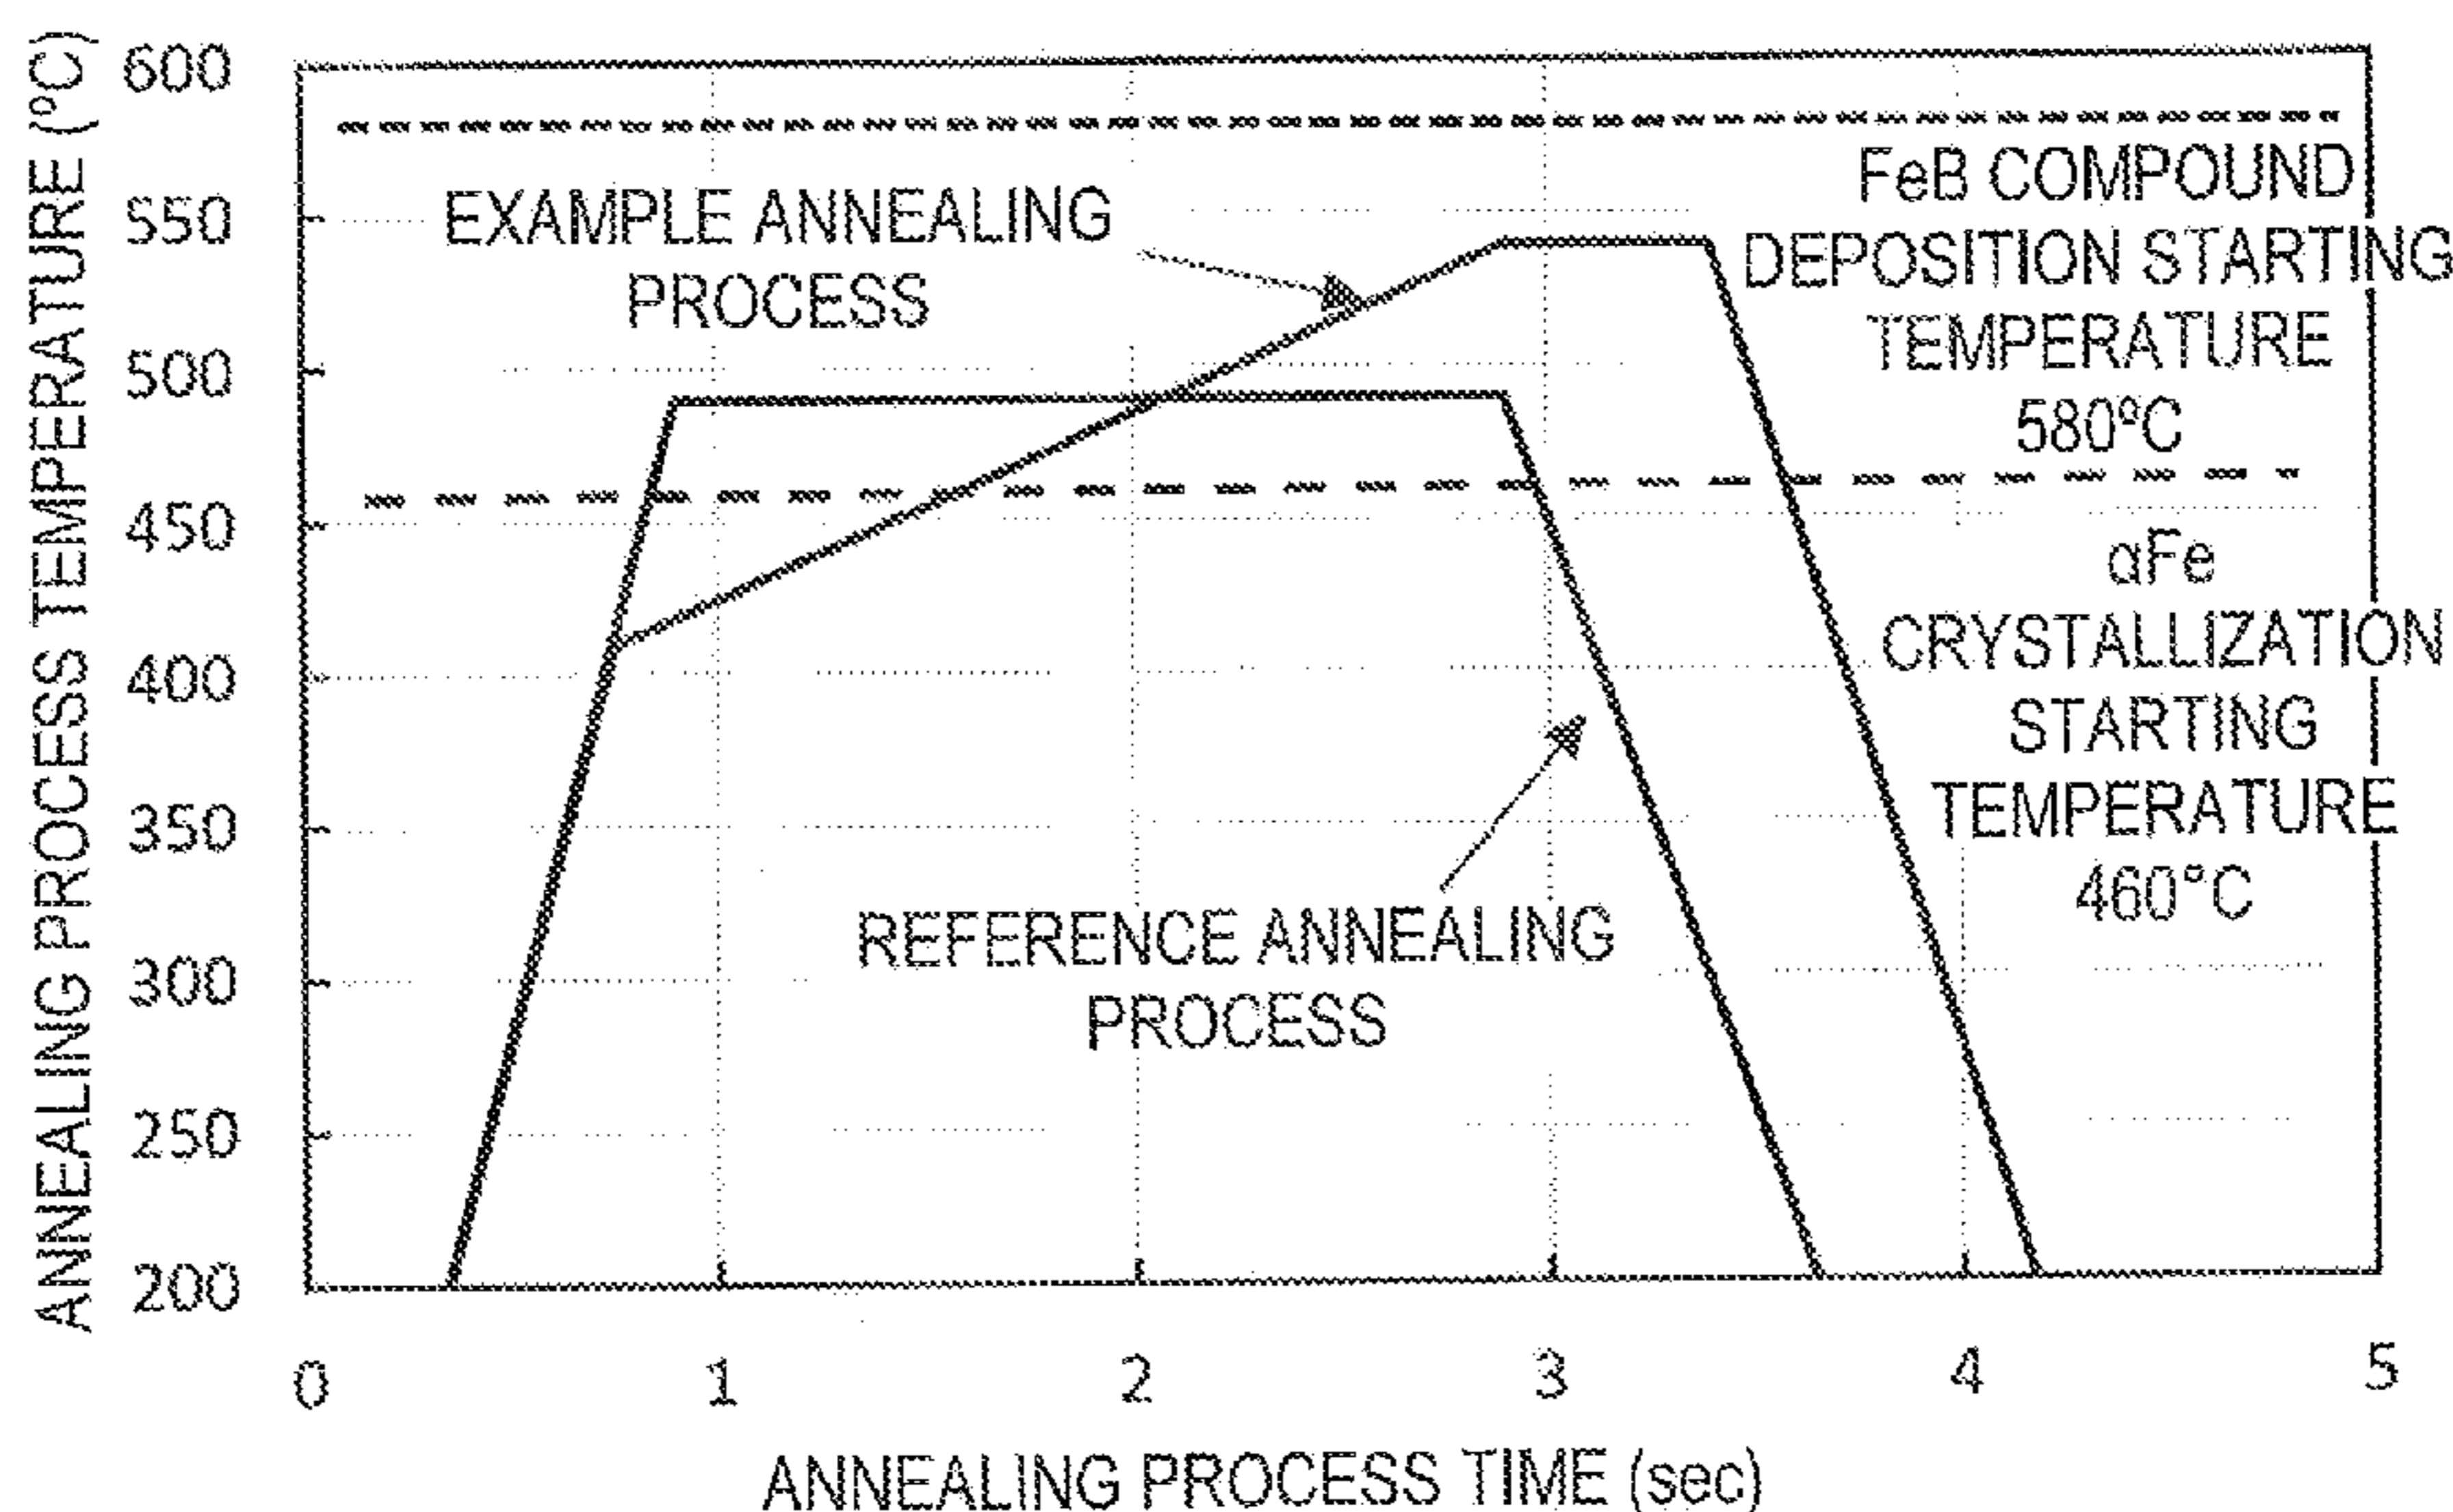 ANNEALING PROCESS TEMPERATURE (ºC)
600
550
500
450
400
350
300
250
200
EXAMPLE ANNEALING
PROCESS
FeB COMPOUND
DEPOSITION STARTING
TEMPERATURE
580ºC
αFe
CRYSTALLIZATION
STARTING
TEMPERATURE
460°C
REFERENCE ANNEALING
PROCESS
0 1 2 3 4 5
ANNEALING PROCESS TIME (sec)